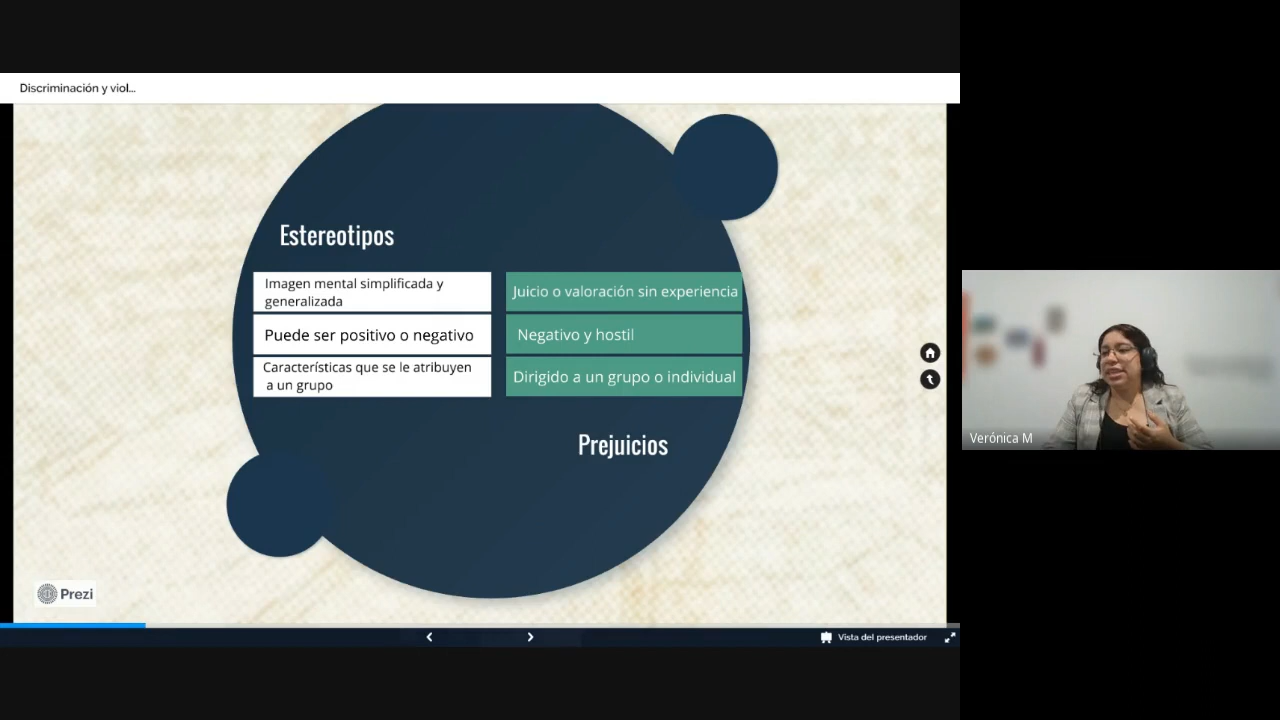 Discriminación y viol...
Estereotipos
Imagen mental simplificada y
generalizada
Puede ser positivo o negativo
Características que se le atribuyen
a un grupo
Juicio o valoración sin experiencia
Negativo y hostil
Dirigido a un grupo o individual
Prejuicios
Prezi
Vista del presentador
Verónica M